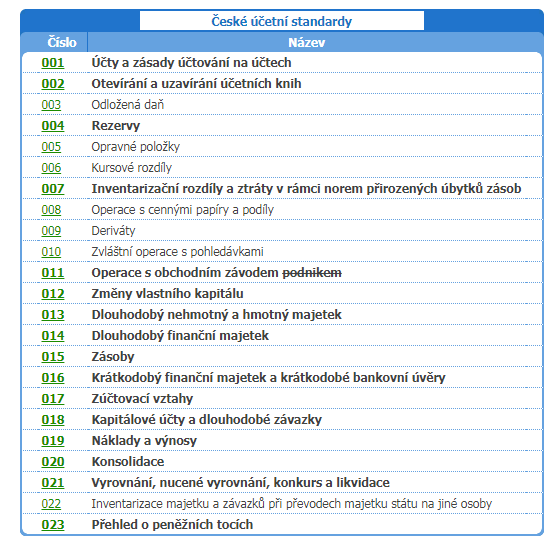 České účetní standardy
Číslo Název
001 Účty a zásady účtování na účtech
002 Otevírání a uzavírání účetních knih
003 Odložená daň
004 Rezervy
005 Opravné položky
006 Kursové rozdíly
007 Inventarizační rozdíly a ztráty v rámci norem přirozených úbytků zásob
008 Operace s cennými papíry a podíly
009 Deriváty
010 Zvláštní operace s pohledávkami
011 Operace s obchodním závodem podnikem
012 Změny vlastního kapitálu
013 Dlouhodobý nehmotný a hmotný majetek
014 Dlouhodobý finanční majetek
015 Zásoby
016 Krátkodobý finanční majetek a krátkodobé bankovní úvěry
017 Zúčtovací vztahy
018 Kapitálové účty a dlouhodobé závazky
019 Náklady a výnosy
020 Konsolidace
021 Vyrovnání, nucené vyrovnání, konkurs a likvidace
022 Inventarizace majetku a závazků při převodech majetku státu na jiné osoby
023 Přehled o peněžních tocích